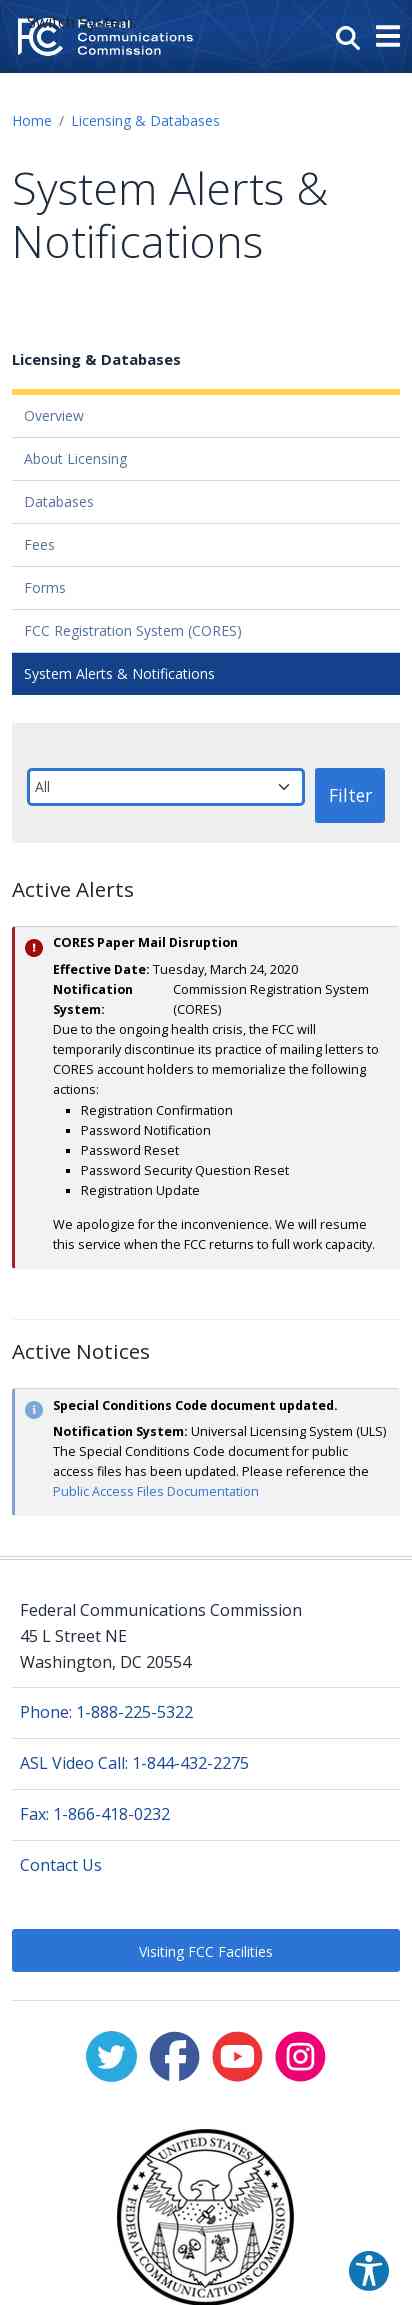 Federal
Communications
Commission
Home / Licensing & Databases
System Alerts &
Notifications
Licensing & Databases
Overview
About Licensing
Databases
Fees
Forms
FCC Registration System (CORES)
System Alerts & Notifications
All
Filter
Active Alerts
CORES Paper Mail Disruption
Effective Date: Tuesday, March 24, 2020
Notification System: Commission Registration System (CORES)
Due to the ongoing health crisis, the FCC will
temporarily discontinue its practice of mailing letters to
CORES account holders to memorialize the following
actions:
Registration Confirmation
Password Notification
Password Reset
Password Security Question Reset
Registration Update
We apologize for the inconvenience. We will resume
this service when the FCC returns to full work capacity.
Active Notices
Special Conditions Code document updated.
Notification System: Universal Licensing System (ULS)
The Special Conditions Code document for public
access files has been updated. Please reference the
Public Access Files Documentation
Federal Communications Commission
45 L Street NE
Washington, DC 20554
Phone: 1-888-225-5322
ASL Video Call: 1-844-432-2275
Fax: 1-866-418-0232
Contact Us
Visiting FCC Facilities
UNITED STATES
FEDERAL COMMUNICATIONS COMMISSION